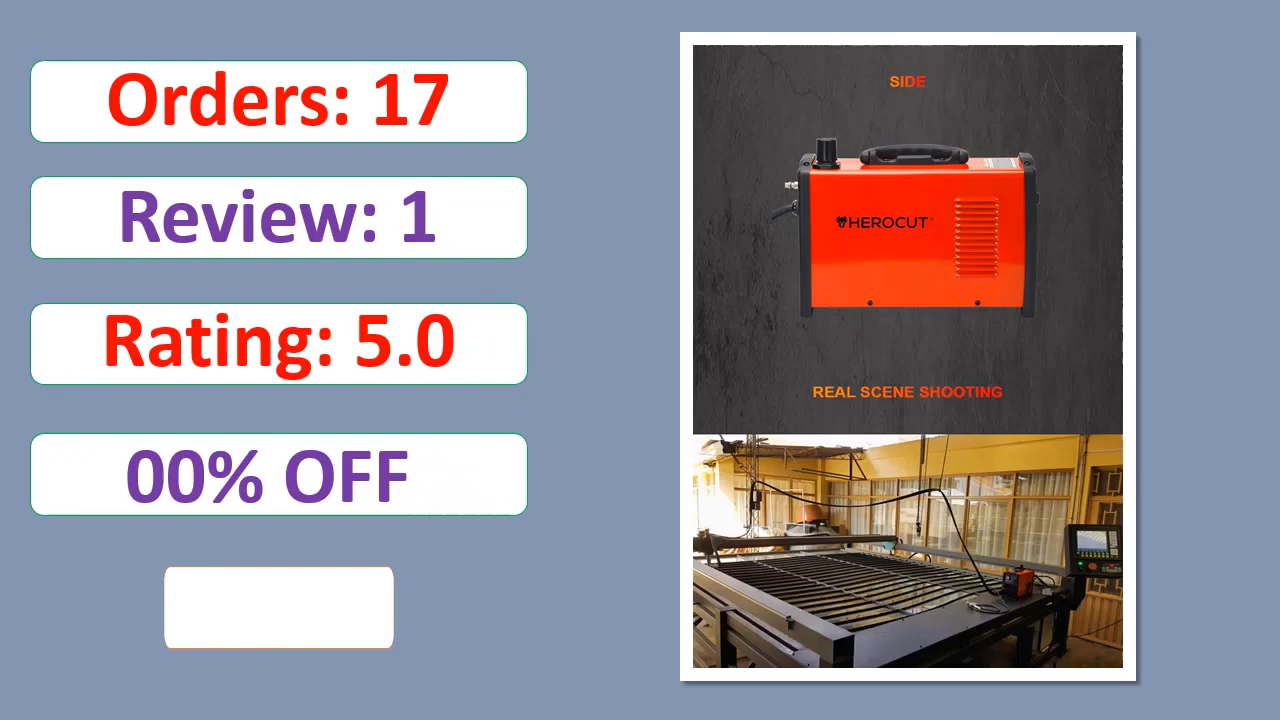 Orders: 17
Review: 1
Rating: 5.0
00% OFF
SIDE
HEROCUT
REAL SCENE SHOOTING